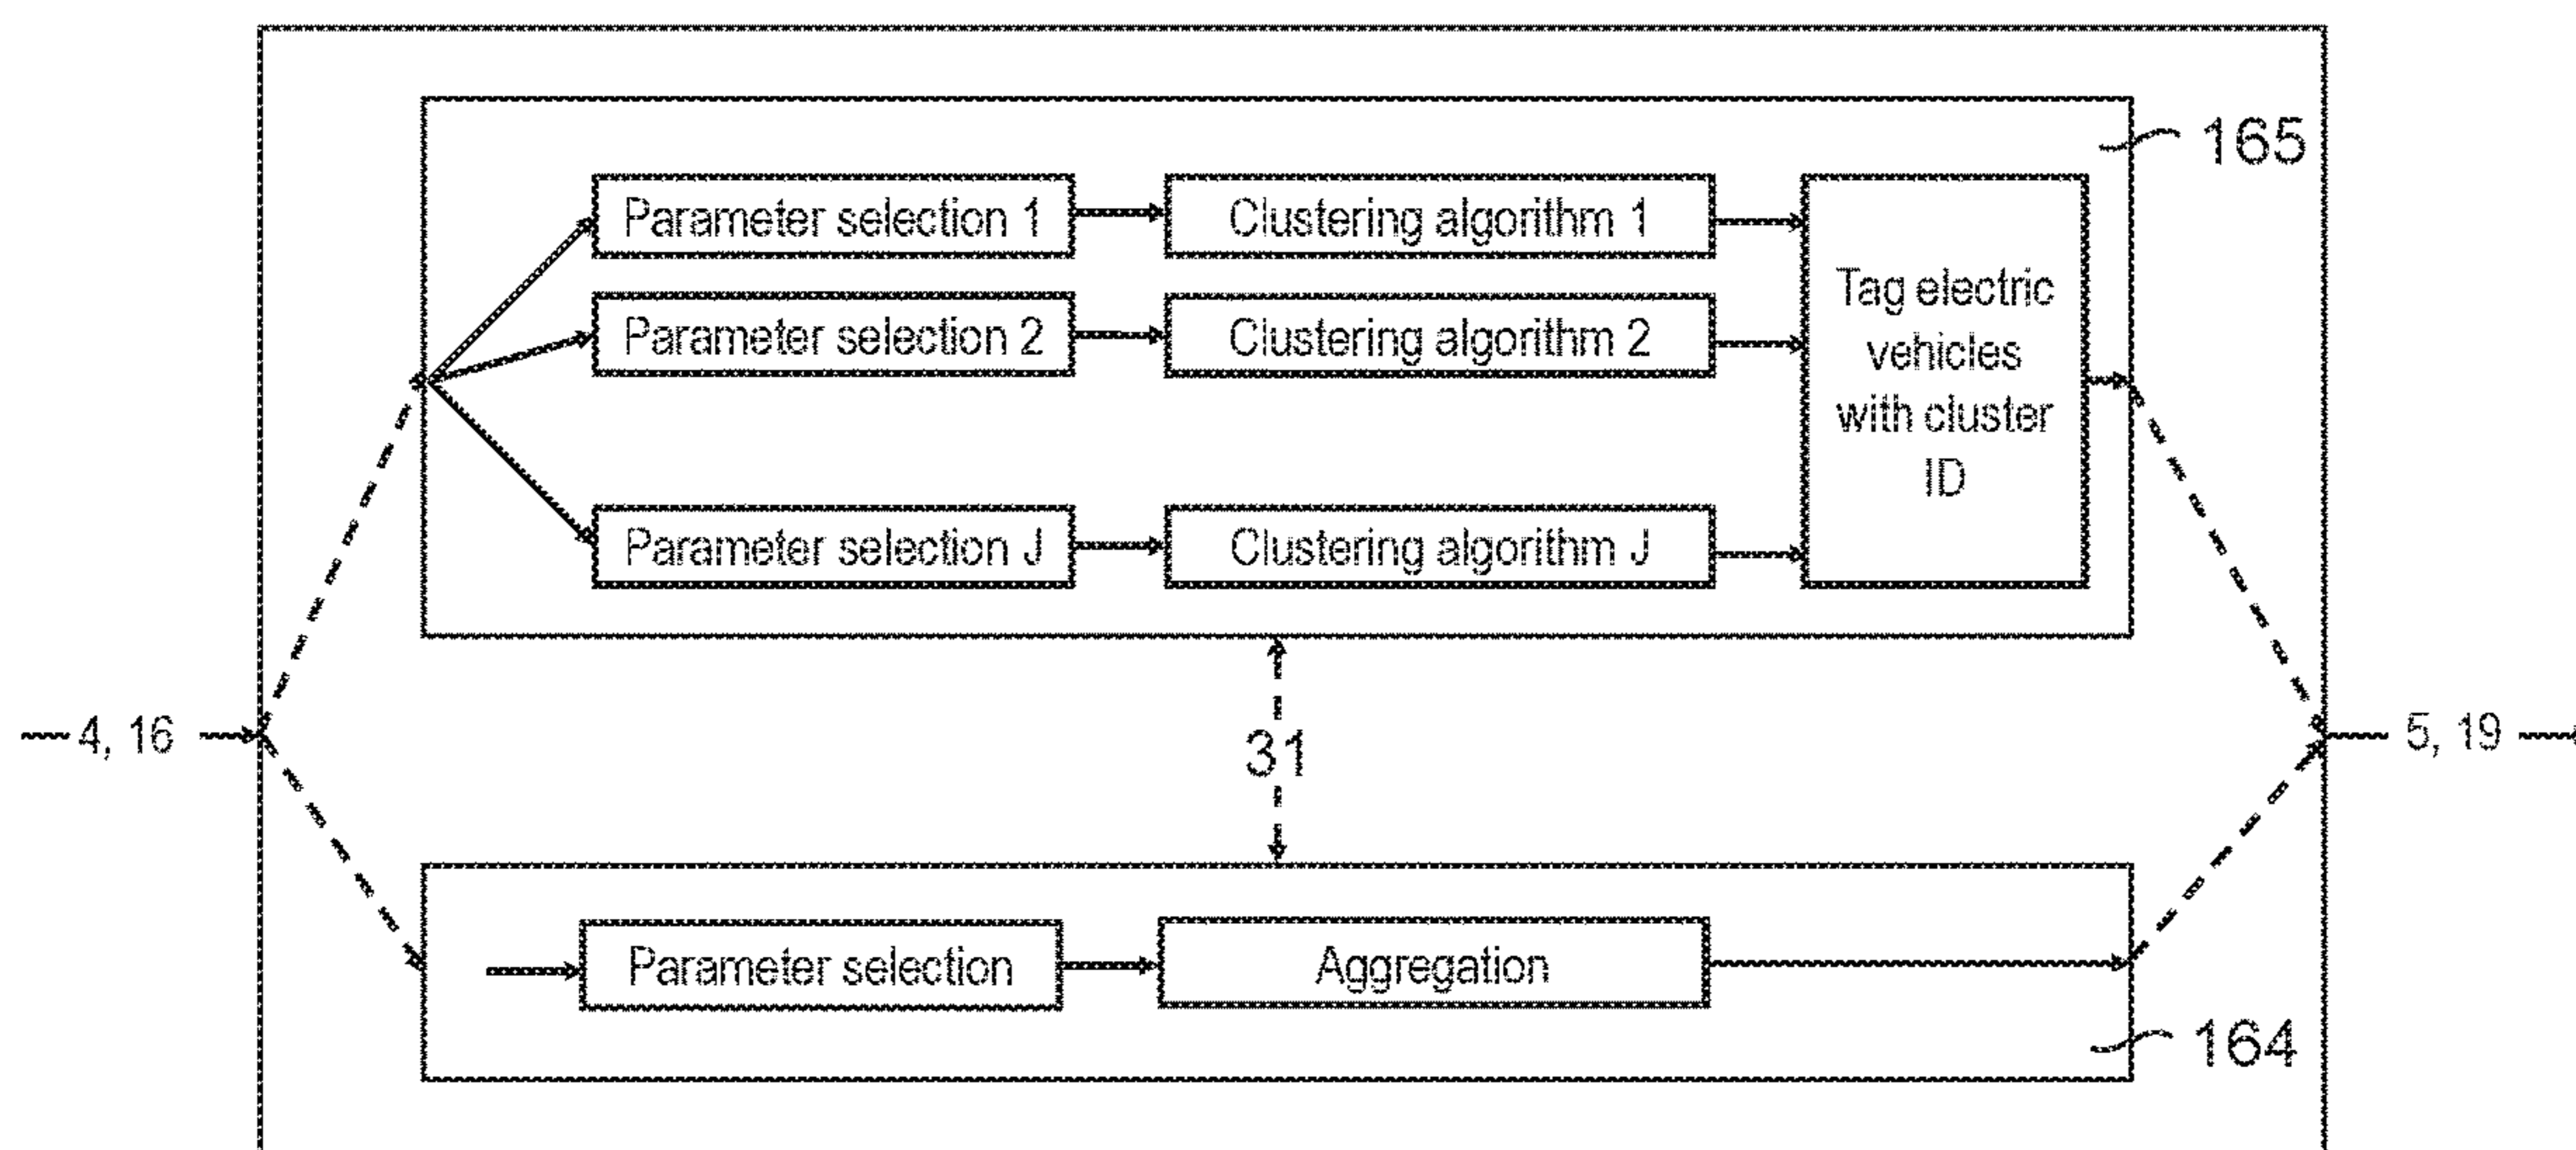 165
Parameter selection 1
Clustering algorithm 1
Parameter selection 2
Clustering algorithm 2
Parameter selection J
Clustering algorithm J
Tag electric
vehicles
with cluster
ID
4, 16
31
5, 19
Parameter selection
Aggregation
164